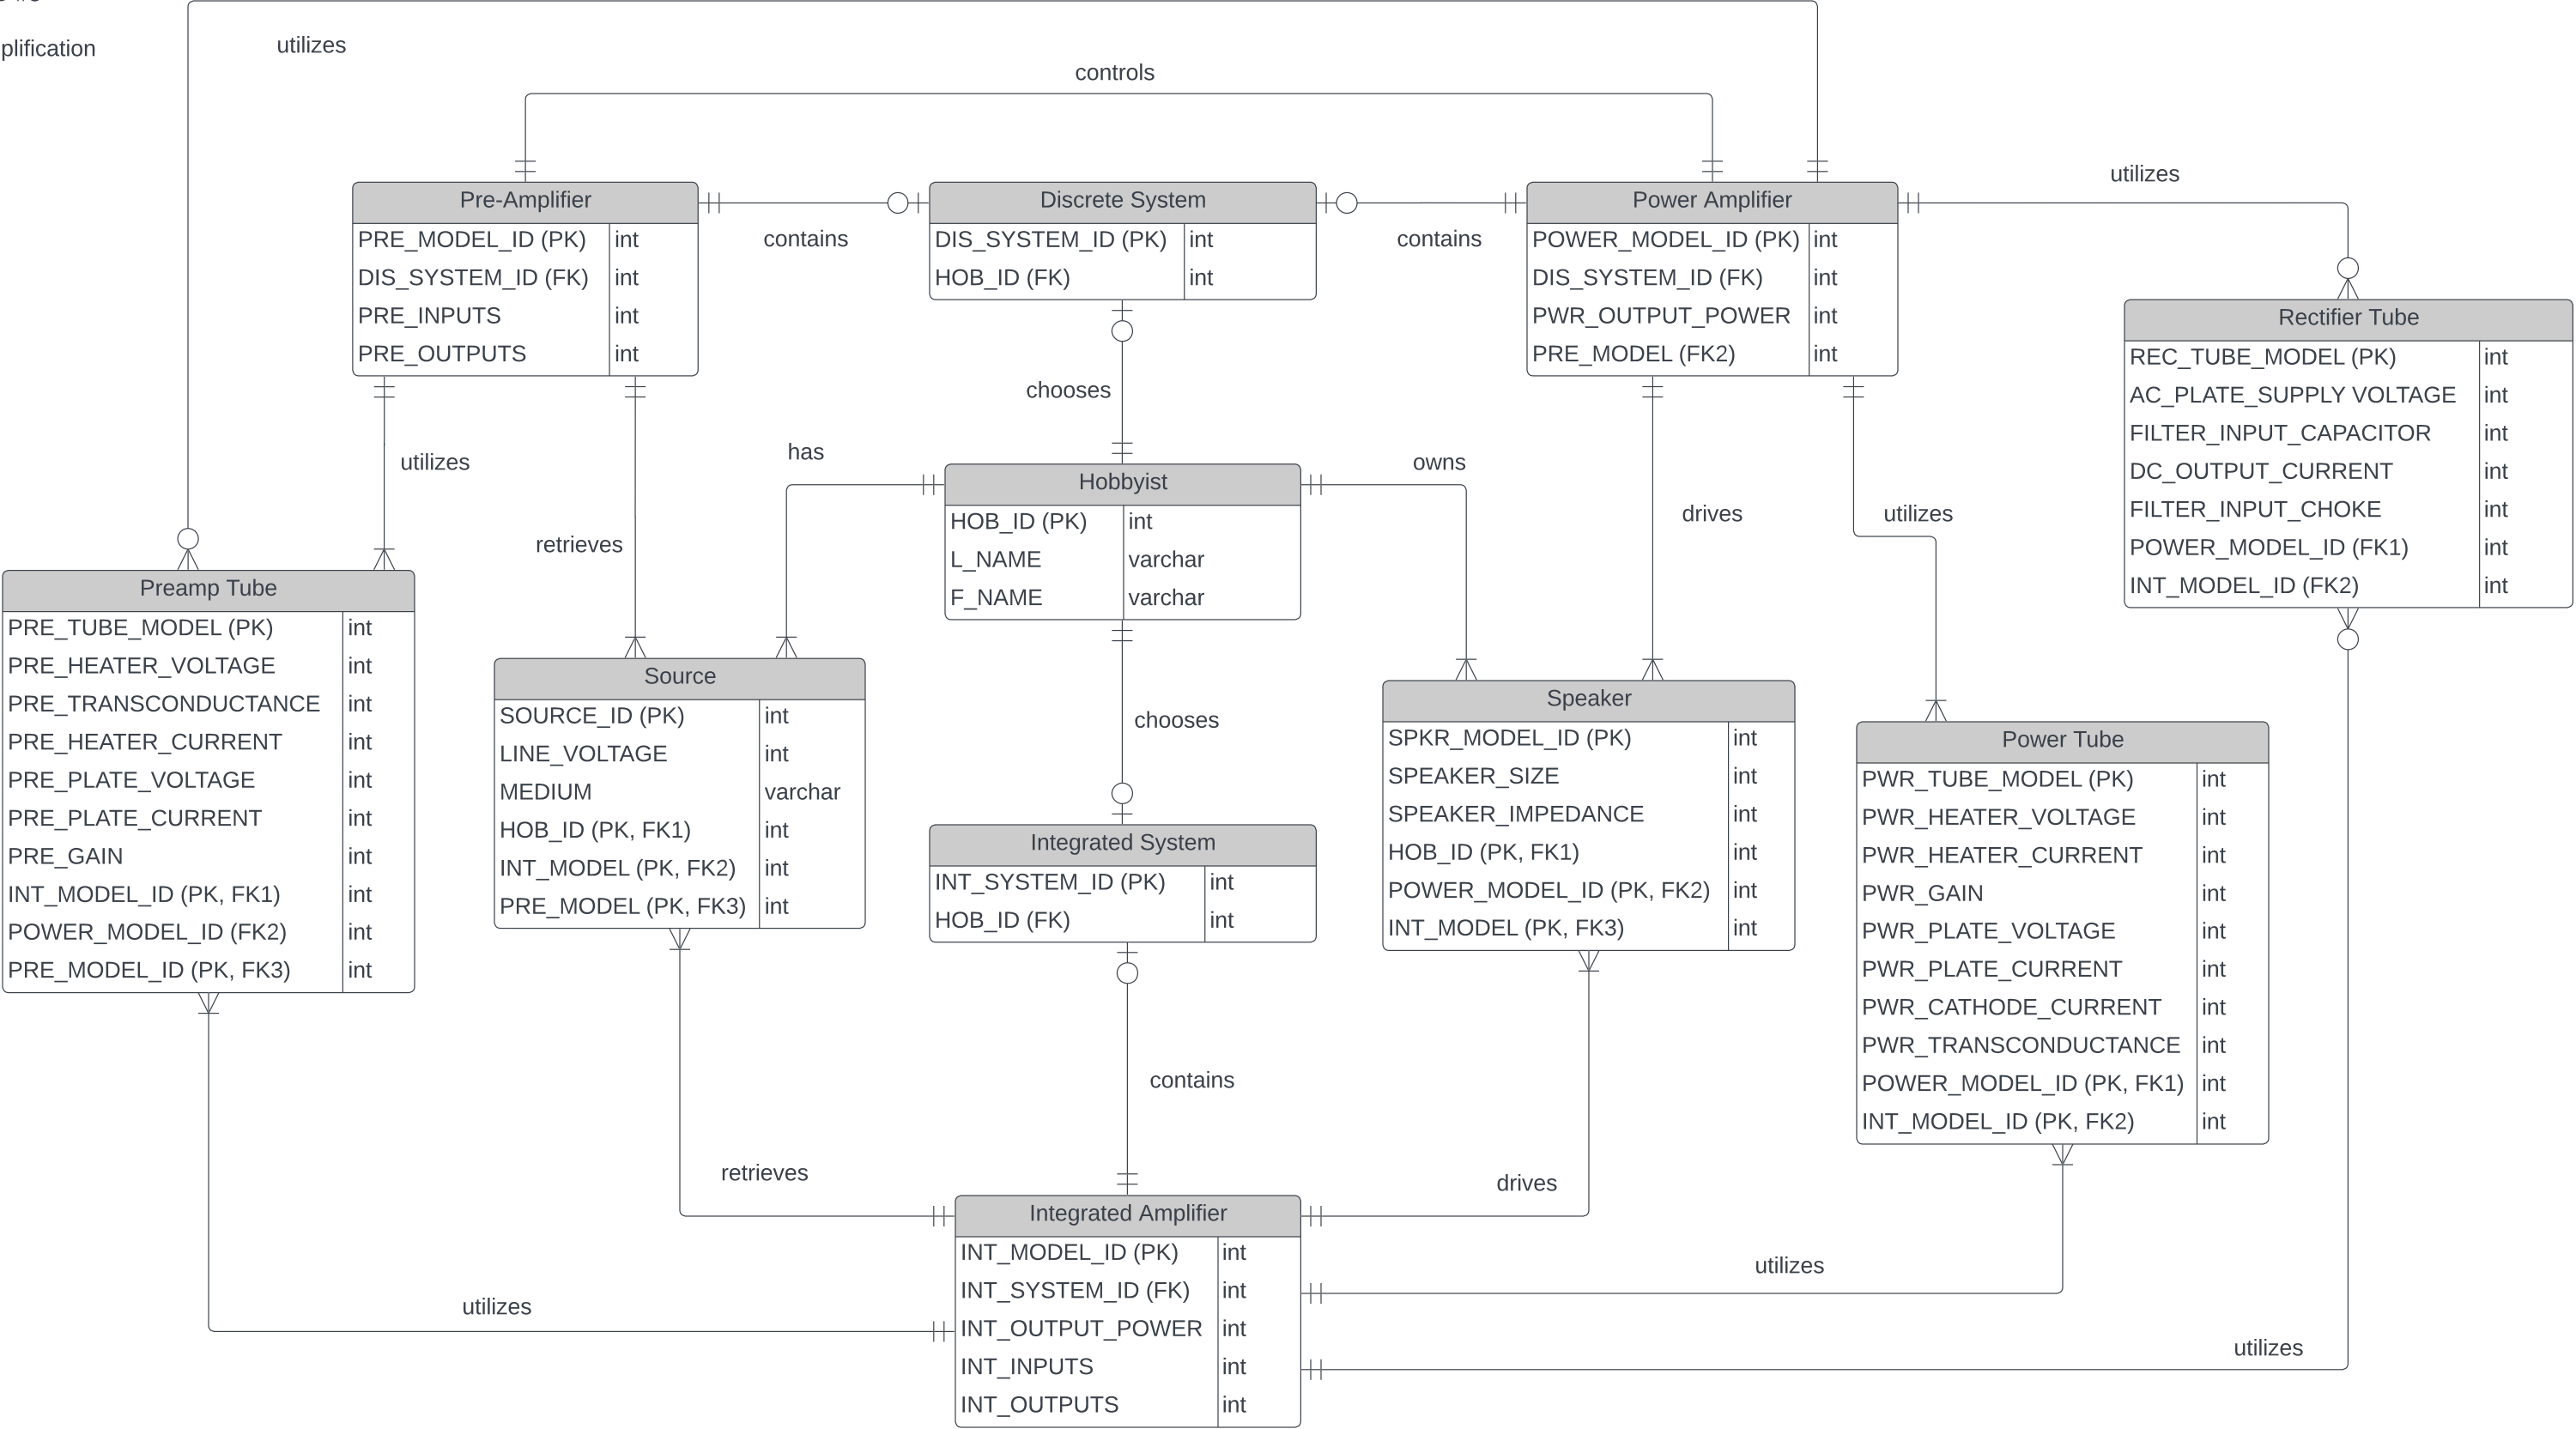 plification
utilizes
controls
utilizes
Pre-Amplifier
PRE_MODEL_ID (PK) int
DIS_SYSTEM_ID (FK) int
PRE_INPUTS int
PRE_OUTPUTS int
contains
Discrete System
DIS_SYSTEM_ID (PK) int
HOB_ID (FK) int
contains
Power Amplifier
POWER_MODEL_ID (PK) int
DIS_SYSTEM_ID (FK) int
PWR_OUTPUT_POWER int
PRE_MODEL (FK2) int
Rectifier Tube
REC_TUBE_MODEL (PK) int
AC_PLATE_SUPPLY VOLTAGE int
FILTER_INPUT_CAPACITOR int
DC_OUTPUT_CURRENT int
FILTER_INPUT_CHOKE int
POWER_MODEL_ID (FK1) int
INT_MODEL_ID (FK2) int
chooses
utilizes
has
owns
retrieves
drives
utilizes
Hobbyist
HOB_ID (PK) int
L_NAME varchar
F_NAME varchar
Preamp Tube
PRE_TUBE_MODEL (PK) int
PRE_HEATER_VOLTAGE int
PRE_TRANSCONDUCTANCE int
PRE_HEATER_CURRENT int
PRE_PLATE_VOLTAGE int
PRE_PLATE_CURRENT int
PRE_GAIN int
INT_MODEL_ID (PK, FK1) int
POWER_MODEL_ID (FK2) int
PRE_MODEL_ID (PK, FK3) int
Source
SOURCE_ID (PK) int
LINE_VOLTAGE int
MEDIUM varchar
HOB_ID (PK, FK1) int
INT_MODEL (PK, FK2) int
PRE_MODEL (PK, FK3) int
chooses
Integrated System
INT_SYSTEM_ID (PK) int
HOB_ID (FK) int
Speaker
SPKR_MODEL_ID (PK) int
SPEAKER_SIZE int
SPEAKER_IMPEDANCE int
HOB_ID (PK, FK1) int
POWER_MODEL_ID (PK, FK2) int
INT_MODEL (PK, FK3) int
Power Tube
PWR_TUBE_MODEL (PK) int
PWR_HEATER_VOLTAGE int
PWR_HEATER_CURRENT int
PWR_GAIN int
PWR_PLATE_VOLTAGE int
PWR_PLATE_CURRENT int
PWR_CATHODE_CURRENT int
PWR_TRANSCONDUCTANCE int
POWER_MODEL_ID (PK, FK1) int
INT_MODEL_ID (PK, FK2) int
contains
retrieves
drives
utilizes
utilizes
utilizes
Integrated Amplifier
INT_MODEL_ID (PK) int
INT_SYSTEM_ID (FK) int
INT_OUTPUT_POWER int
INT_INPUTS int
INT_OUTPUTS int